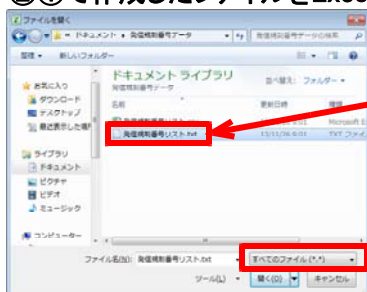 で作成したファイルをExc
ファイルを開く
ドキュメント ▸ 発信規制番号データ
発信規制番号データの検索
整理 ▼ 新しいフォルダー
ドキュメント ライブラリ
発信規制番号データ
並べ替え: フォルダー ▼
お気に入り
ダウンロード
デスクトップ
最近表示した場所
ライブラリ
ドキュメント
ピクチャ
ビデオ
ミュージック
コンピューター
名前 更新日時 種類
Microsoft E
発信規制番号リスト.txt 13/11/26 9:01 TXT ファイル
ファイル名(N): 発信規制番号リスト.txt すべてのファイル (*.*)
ツール(L) ▼ 開く(O) キャンセル